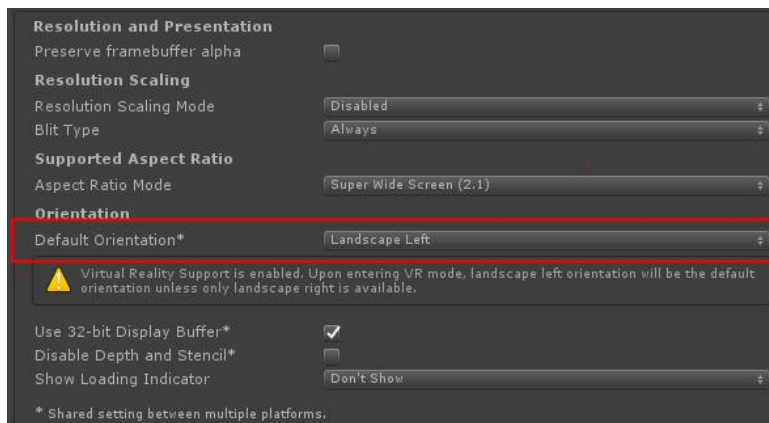 Resolution and Presentation
Preserve framebuffer alpha
Resolution Scaling
Resolution Scaling Mode Disabled
Blit Type Always
Supported Aspect Ratio
Aspect Ratio Mode Super Wide Screen (2.1)
Orientation
Default Orientation* Landscape Left
Virtual Reality Support is enabled. Upon entering VR mode, landscape left orientation will be the default
orientation unless only landscape right is available.
Use 32-bit Display Buffer*
Disable Depth and Stencil*
Show Loading Indicator Don't Show
* Shared setting between multiple platforms.